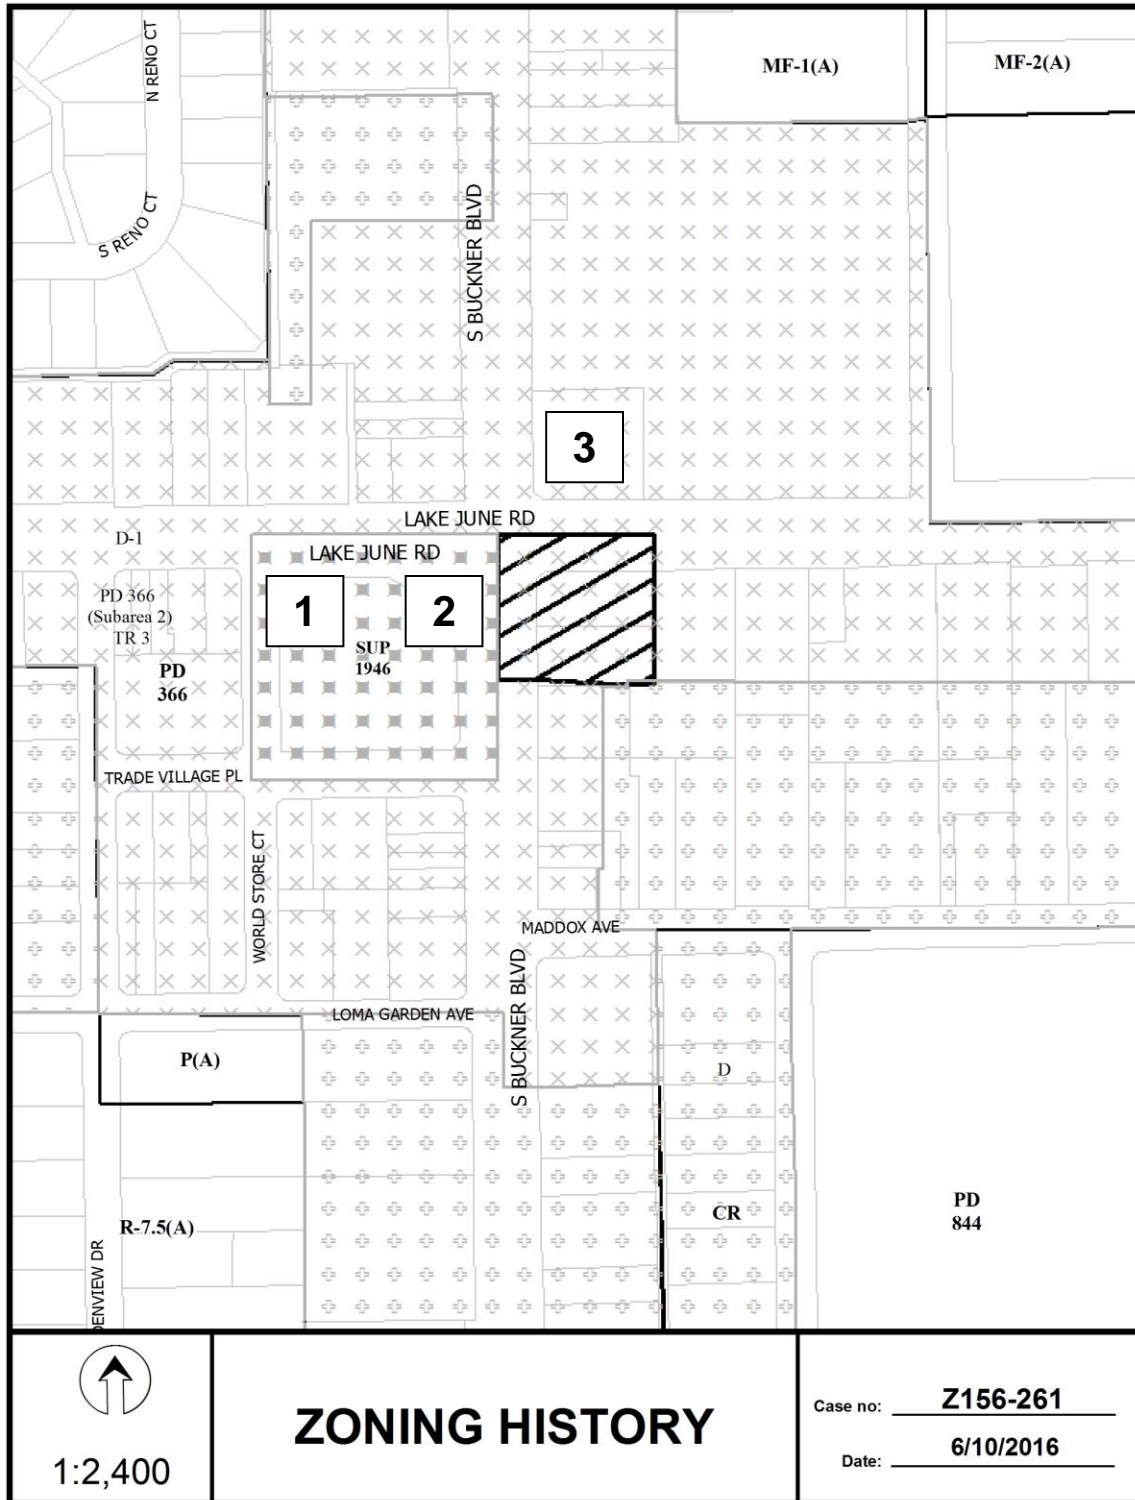 N RENO CT
S RENO CT
MF-1(A)
MF-2(A)
S BUCKNER BLVD
3
LAKE JUNE RD
LAKE JUNE RD
D-1
PD 366
(Subarea 2)
TR 3
PD
366
1
2
SUP
1946
TRADE VILLAGE PL
WORLD STORE CT
MADDOX AVE
S BUCKNER BLVD
LOMA GARDEN AVE
P(A)
D
R-7.5(A)
CR
PD
844
DENVIEW DR
1:2,400
ZONING HISTORY
Case no: Z156-261
Date: 6/10/2016